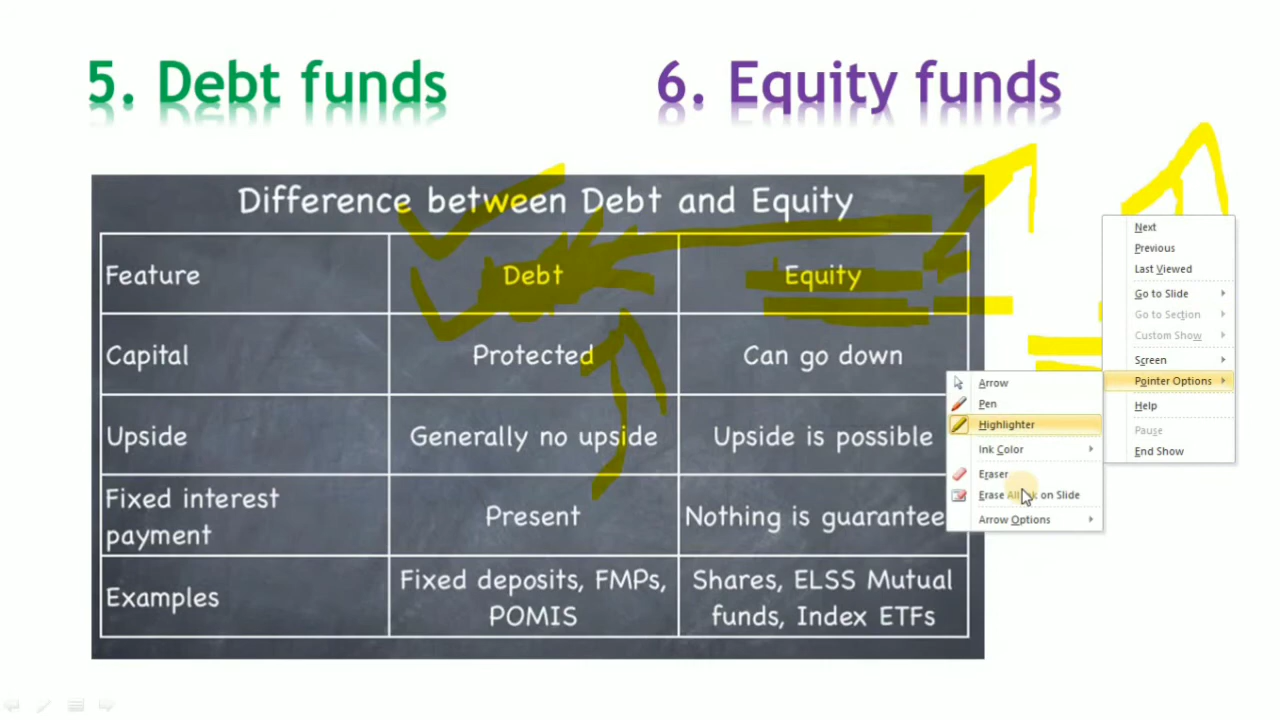 5. Debt funds
6. Equity funds
Difference between Debt and Equity
Feature
Debt
Equity
Capital
Protected
Can go down
Upside
Generally no upside
Upside is possible
Fixed interest
payment
Present
Nothing is guarantee
Examples
Fixed deposits, FMPs,
POMIS
Shares, ELSS Mutual
funds, Index ETFs
Next
Previous
Last Viewed
Go to Slide
Go to Section
Custom Show
Screen
Pointer Options
Help
Pause
End Show
Arrow
Pen
Highlighter
Ink Color
Eraser
Erase All Ink on Slide
Arrow Options